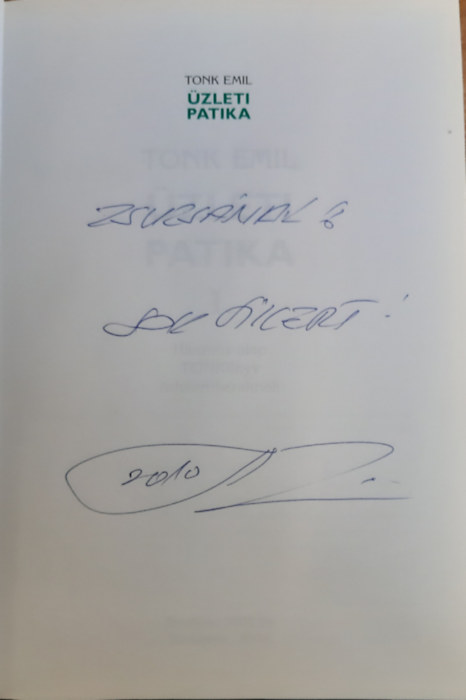 TONK EMIL
ÜZLETI
PATIKA
ZSUZSÁNAK
SOK SIKERT!
2010